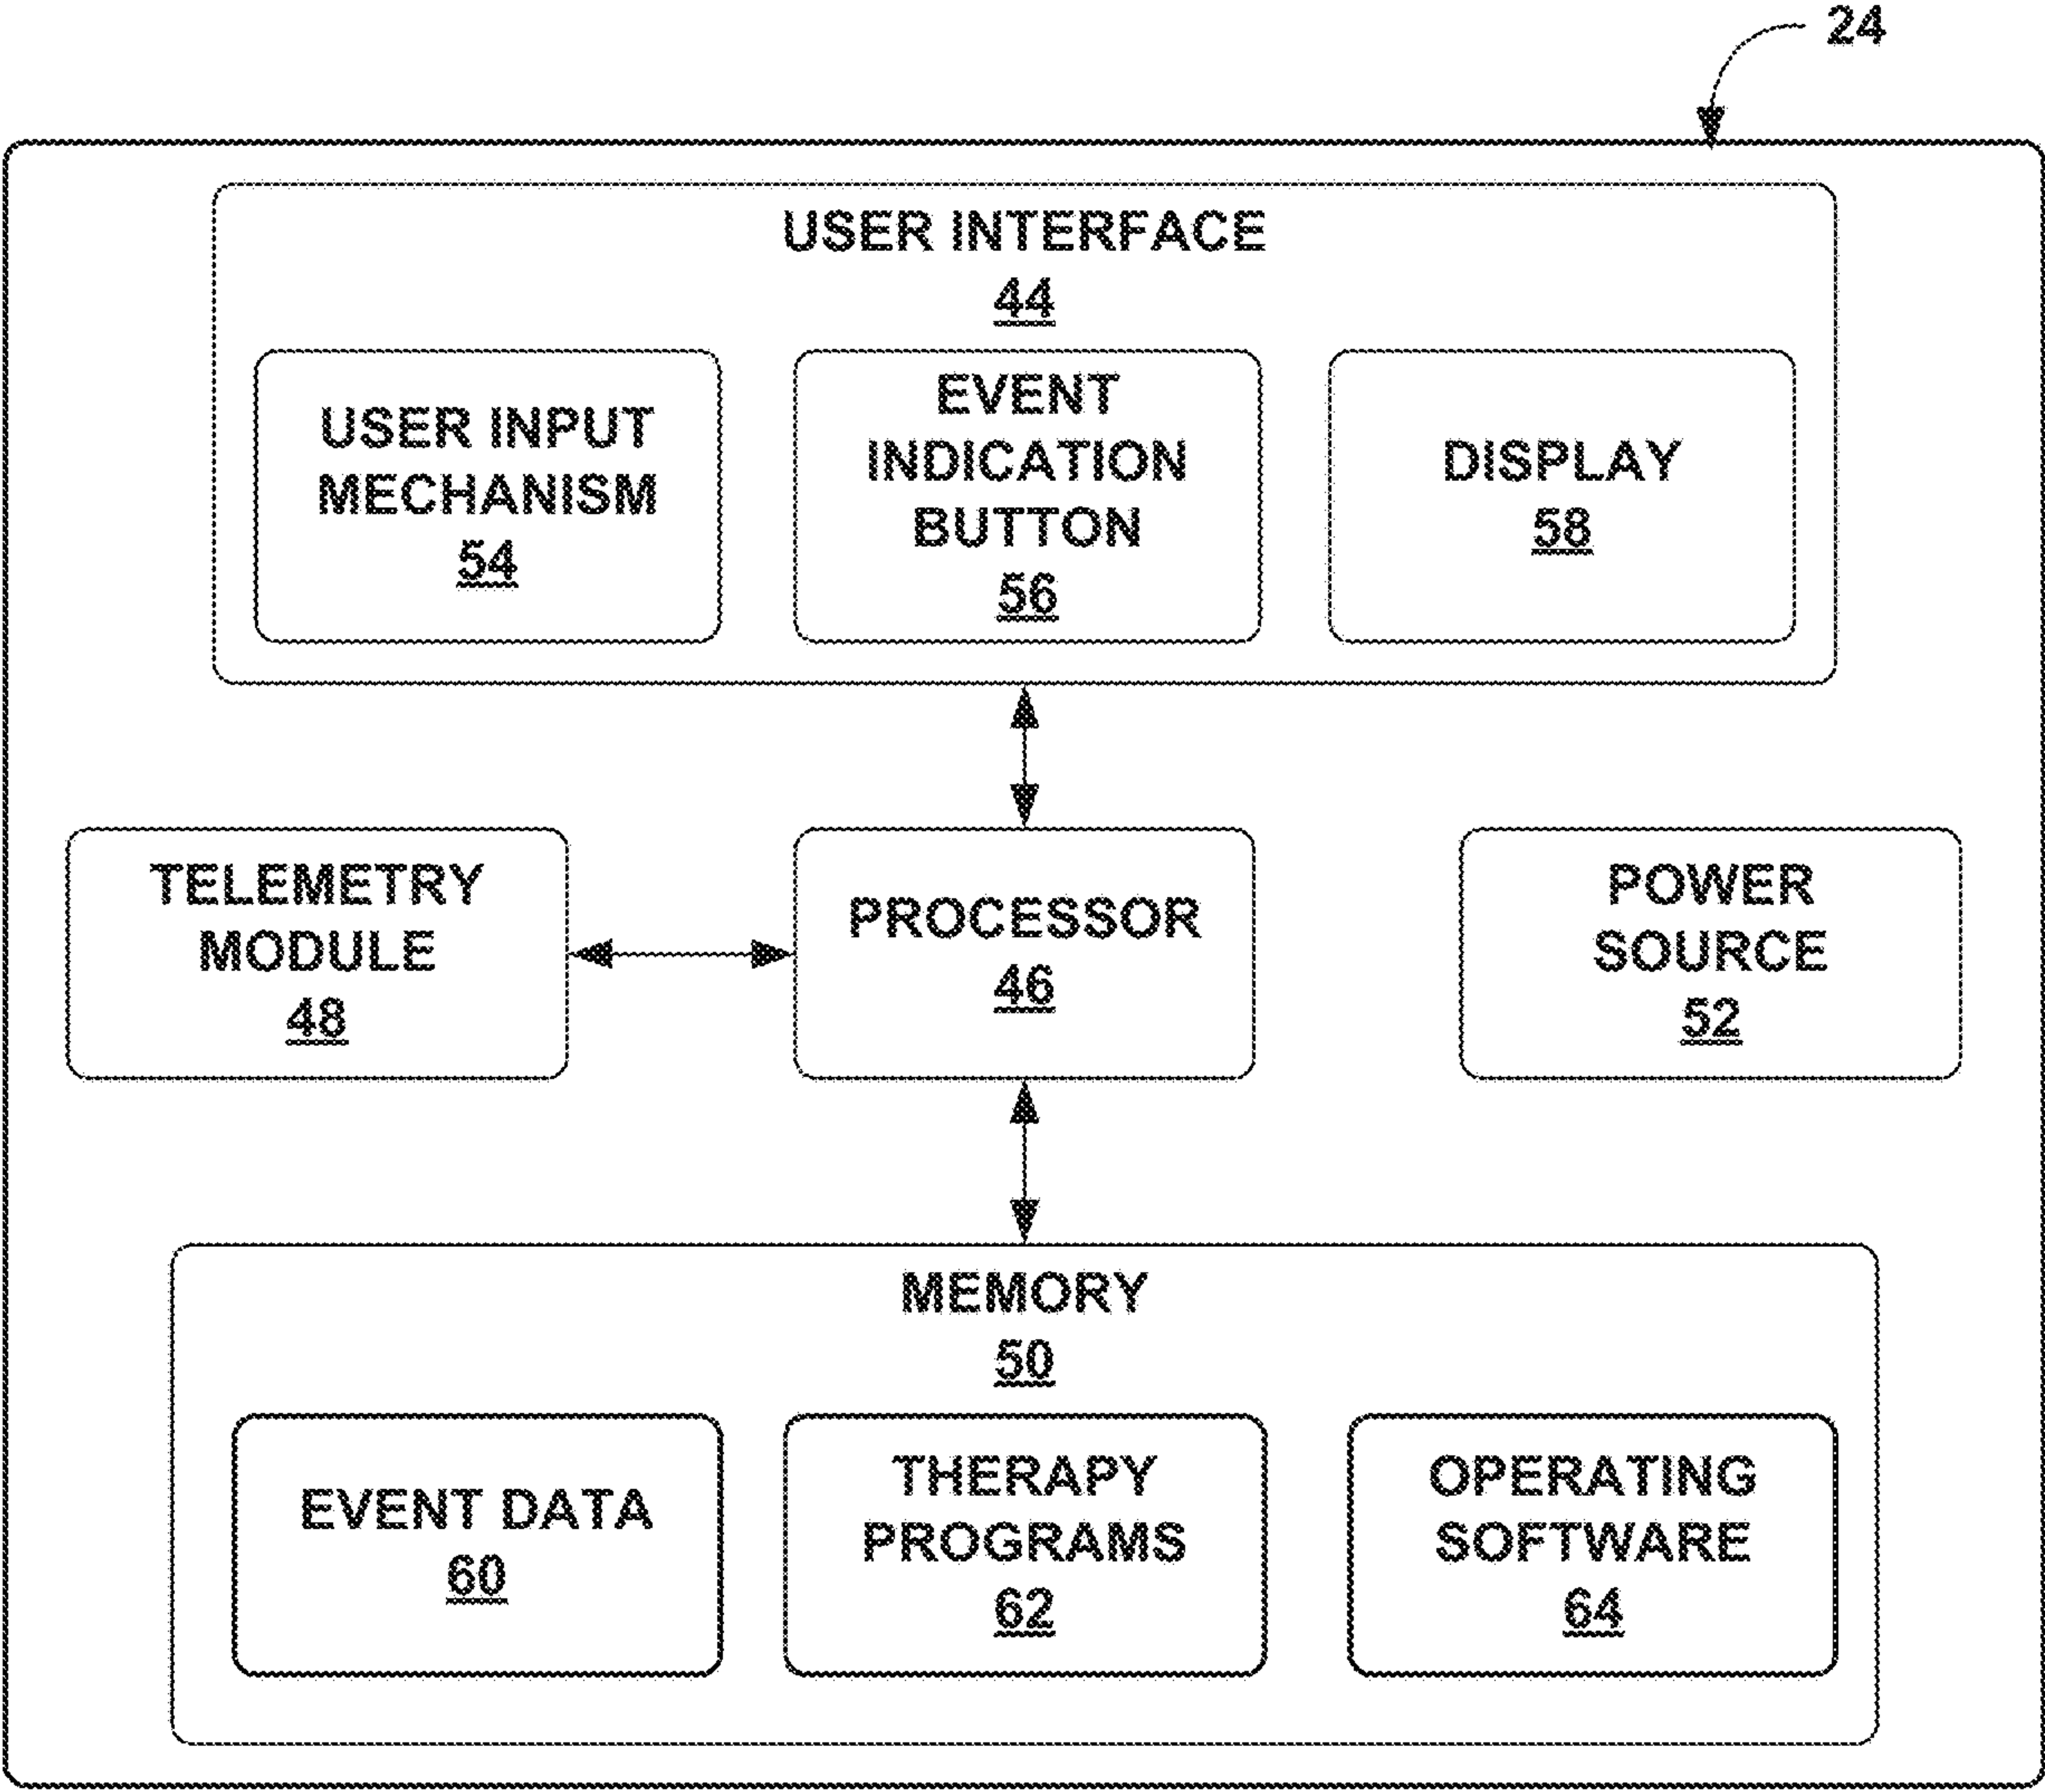 24
USER INTERFACE
44
USER INPUT
MECHANISM
54
EVENT
INDICATION
BUTTON
56
DISPLAY
58
TELEMETRY
MODULE
48
PROCESSOR
46
POWER
SOURCE
52
MEMORY
50
EVENT DATA
60
THERAPY
PROGRAMS
62
OPERATING
SOFTWARE
64